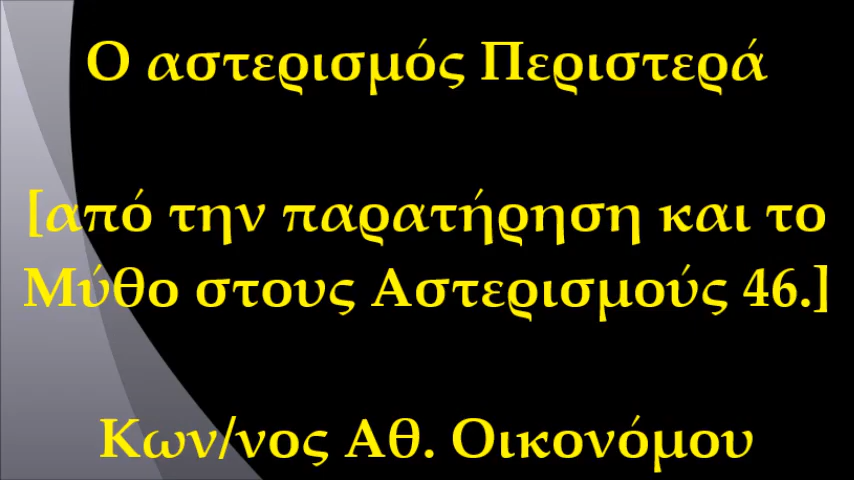 Ο αστερισμός Περιστερά
[από την παρατήρηση και το
Μύθο στους Αστερισμούς 46.]
Κων/νος Αθ. Οικονόμου